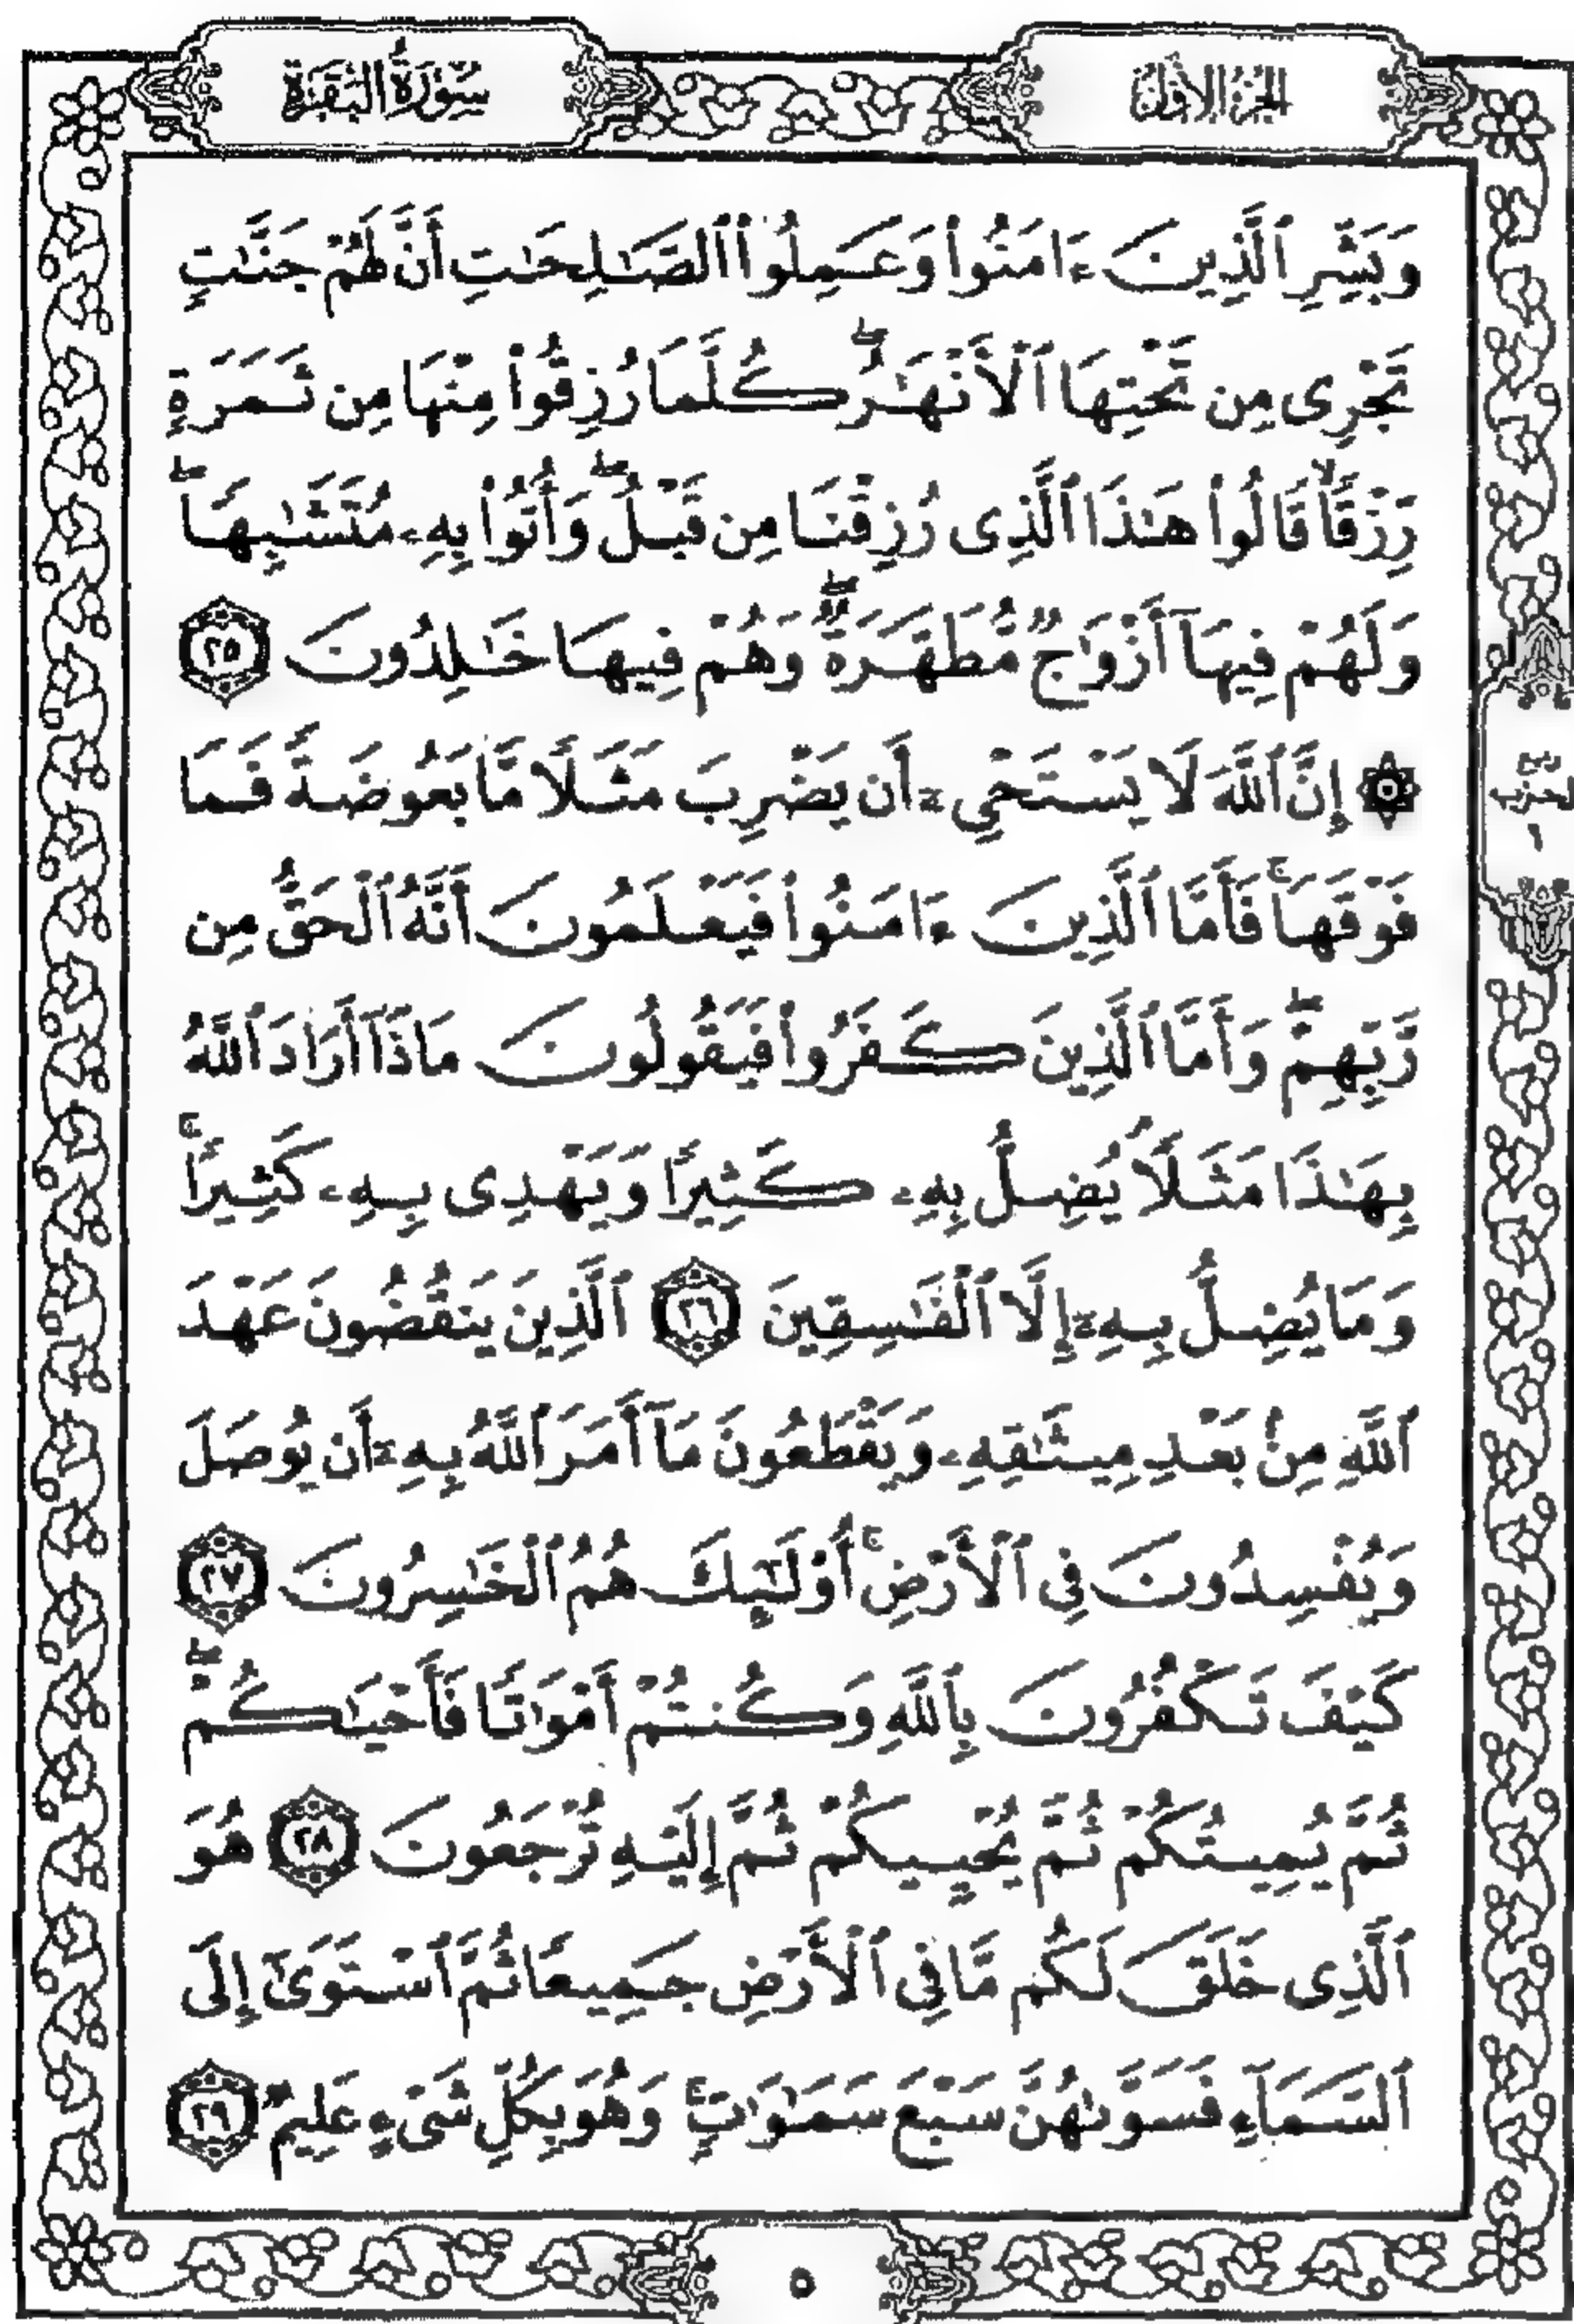 الجزء الأول
سورة البقرة
وَبَشِّرِ ٱلَّذِينَ ءَامَنُوا۟ وَعَمِلُوا۟ ٱلصَّـٰلِحَـٰتِ أَنَّ لَهُمْ جَنَّـٰتٍ
تَجْرِى مِن تَحْتِهَا ٱلْأَنْهَـٰرُ ۖ كُلَّمَا رُزِقُوا۟ مِنْهَا مِن ثَمَرَةٍ
رِّزْقًا ۙ قَالُوا۟ هَـٰذَا ٱلَّذِى رُزِقْنَا مِن قَبْلُ ۖ وَأُتُوا۟ بِهِۦ مُتَشَـٰبِهًا ۖ
وَلَهُمْ فِيهَآ أَزْوَٰجٌ مُّطَهَّرَةٌ ۖ وَهُمْ فِيهَا خَـٰلِدُونَ ٢٥
۞ إِنَّ ٱللَّهَ لَا يَسْتَحْىِۦٓ أَن يَضْرِبَ مَثَلًا مَّا بَعُوضَةً فَمَا
فَوْقَهَا ۚ فَأَمَّا ٱلَّذِينَ ءَامَنُوا۟ فَيَعْلَمُونَ أَنَّهُ ٱلْحَقُّ مِن
رَّبِّهِمْ ۖ وَأَمَّا ٱلَّذِينَ كَفَرُوا۟ فَيَقُولُونَ مَاذَآ أَرَادَ ٱللَّهُ
بِهَـٰذَا مَثَلًا ۘ يُضِلُّ بِهِۦ كَثِيرًا وَيَهْدِى بِهِۦ كَثِيرًا ۚ
وَمَا يُضِلُّ بِهِۦٓ إِلَّا ٱلْفَـٰسِقِينَ ٢٦ ٱلَّذِينَ يَنقُضُونَ عَهْدَ
ٱللَّهِ مِنۢ بَعْدِ مِيثَـٰقِهِۦ وَيَقْطَعُونَ مَآ أَمَرَ ٱللَّهُ بِهِۦٓ أَن يُوصَلَ
وَيُفْسِدُونَ فِى ٱلْأَرْضِ ۚ أُو۟لَـٰٓئِكَ هُمُ ٱلْخَـٰسِرُونَ ٢٧
كَيْفَ تَكْفُرُونَ بِٱللَّهِ وَكُنتُمْ أَمْوَٰتًا فَأَحْيَـٰكُمْ ۖ
ثُمَّ يُمِيتُكُمْ ثُمَّ يُحْيِيكُمْ ثُمَّ إِلَيْهِ تُرْجَعُونَ ٢٨ هُوَ
ٱلَّذِى خَلَقَ لَكُم مَّا فِى ٱلْأَرْضِ جَمِيعًا ثُمَّ ٱسْتَوَىٰٓ إِلَى
ٱلسَّمَآءِ فَسَوَّىٰهُنَّ سَبْعَ سَمَـٰوَٰتٍ ۚ وَهُوَ بِكُلِّ شَىْءٍ عَلِيمٌ ٢٩
٥